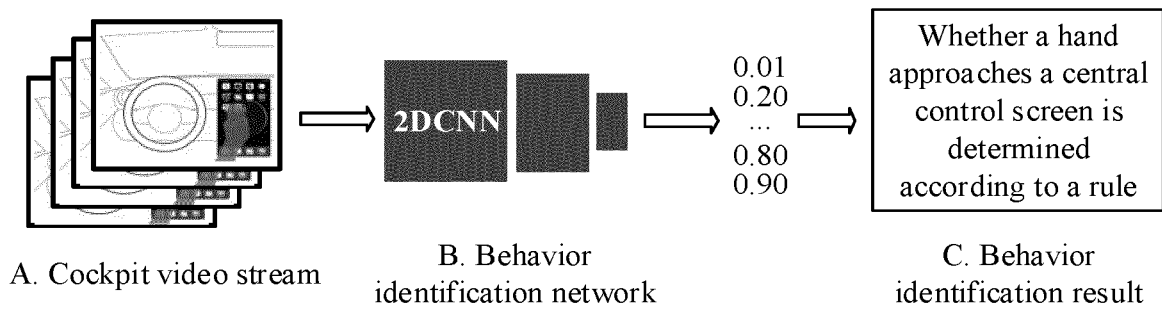 2DCNN
0.01
0.20
...
0.80
0.90
Whether a hand
approaches a central
control screen is
determined
according to a rule
A. Cockpit video stream
B. Behavior
identification network
C. Behavior
identification result